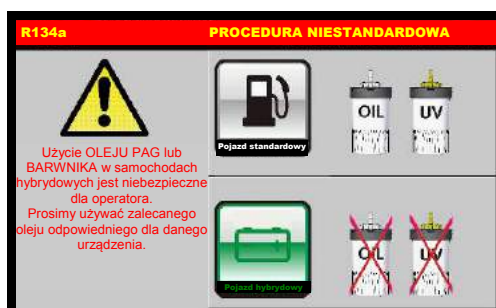 R134a
PROCEDURA NIESTANDARDOWA
Użycie OLEJU PAG lub
BARWNIKA w samochodach
hybrydowych jest niebezpieczne
dla operatora.
Prosimy używać zalecanego
oleju odpowiedniego dla danego
urządzenia.
Pojazd standardowy
OIL
UV
Pojazd hybrydowy
OIL
UV